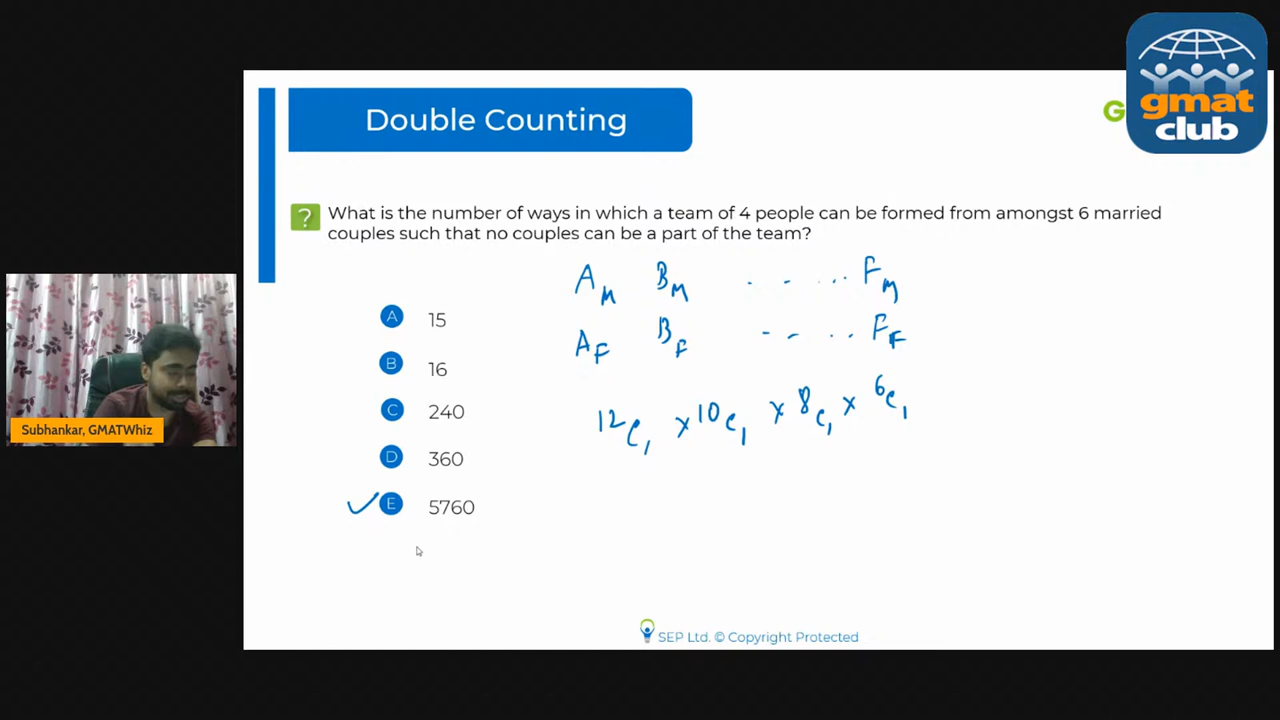 gmat
club
G
Double Counting
?
What is the number of ways in which a team of 4 people can be formed from amongst 6 married
couples such that no couples can be a part of the team?
A_M B_M - - ... F_M
A_F B_F - - ... F_F
A 15
B 16
C 240
D 360
E 5760
¹²C₁ × ¹⁰C₁ × ⁸C₁ × ⁶C₁
Subhankar, GMATWhiz
SEP Ltd. © Copyright Protected